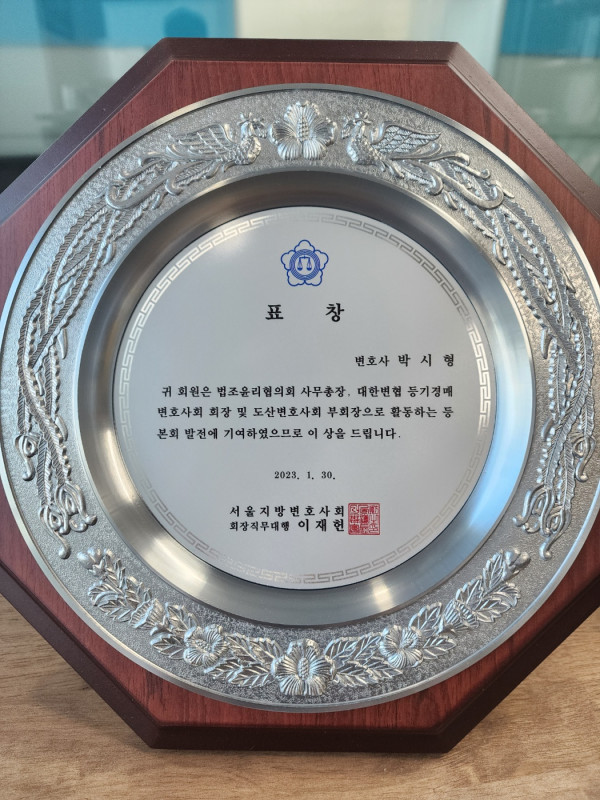 표 창
변호사 박 시 형
귀 회원은 법조윤리협의회 사무총장, 대한변협 등기경매
변호사회 회장 및 도산변호사회 부회장으로 활동하는 등
본회 발전에 기여하였으므로 이 상을 드립니다.
2023. 1. 30.
서울지방변호사회
회장직무대행 이재헌